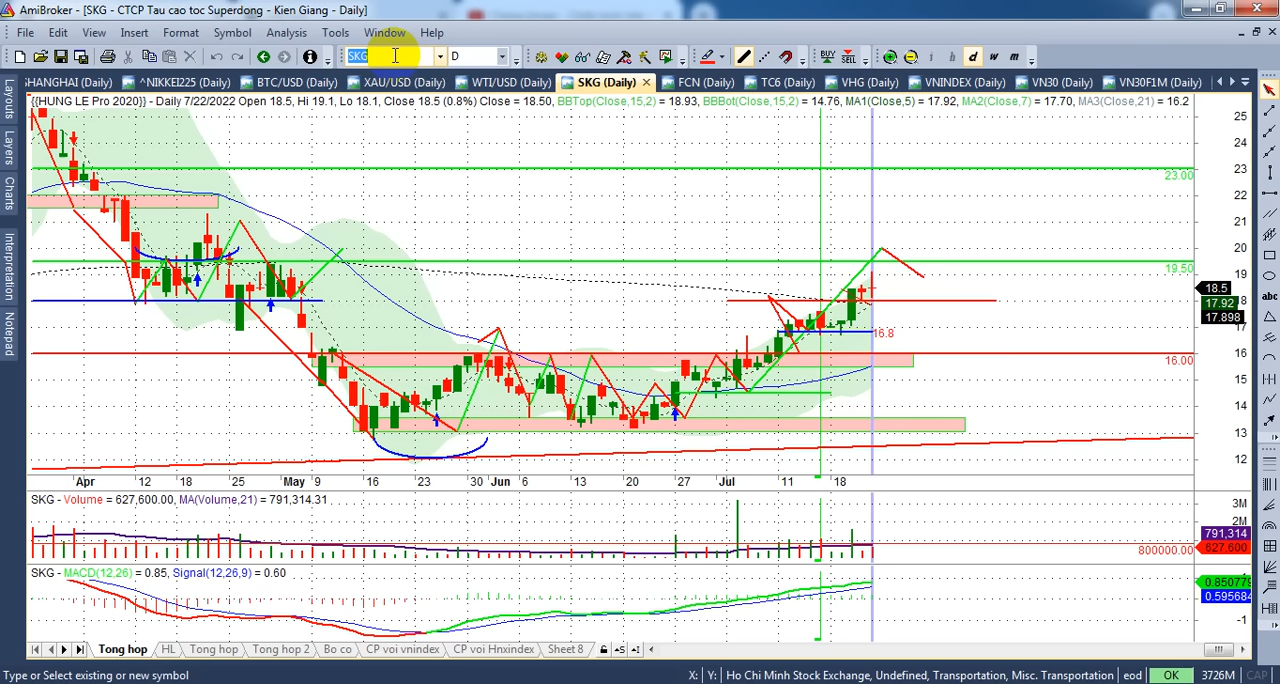 AmiBroker - [SKG - CTCP Tau cao toc Superdong - Kien Giang - Daily]
File Edit View Insert Format Symbol Analysis Tools Window Help
SKG D i d w m BUY SELL i h d w m
SHANGHAI (Daily) ^NIKKEI225 (Daily) BTC/USD (Daily) XAU/USD (Daily) WTI/USD (Daily) SKG (Daily) FCN (Daily) TC6 (Daily) VHG (Daily) VNINDEX (Daily) VN30 (Daily) VN30F1M (Daily)
{{HUNG LE Pro 2020}} - Daily 7/22/2022 Open 18.5, Hi 19.1, Lo 18.1, Close 18.5 (0.8%) Close = 18.50, BBTop(Close,15,2) = 18.93, BBBot(Close,15,2) = 14.76, MA1(Close,5) = 17.92, MA2(Close,7) = 17.70, MA3(Close,21) = 16.2
Layouts
Layers
Charts
Interpretation
Notepad
25
24
23
23.00
22
21
20
19.50
19
18.5
17.92
18
17.898
17
16.8
16
16.00
15
14
13
12
Apr 12 18 25 May 9 16 23 Jun 6 13 20 27 Jul 11 18
SKG - Volume = 627,600.00, MA(Volume,21) = 791,314.31
3M
2M
791,314
800000.00
627,600
SKG - MACD(12,26) = 0.85, Signal(12,26,9) = 0.60
0.850779
0.595684
-1
Tong hop HL Tong hop Tong hop 2 Bo co CP voi vnindex CP voi Hnxindex Sheet 8
Type or Select existing or new symbol X: Y: Ho Chi Minh Stock Exchange, Undefined, Transportation, Misc. Transportation eod OK 3726M CAP